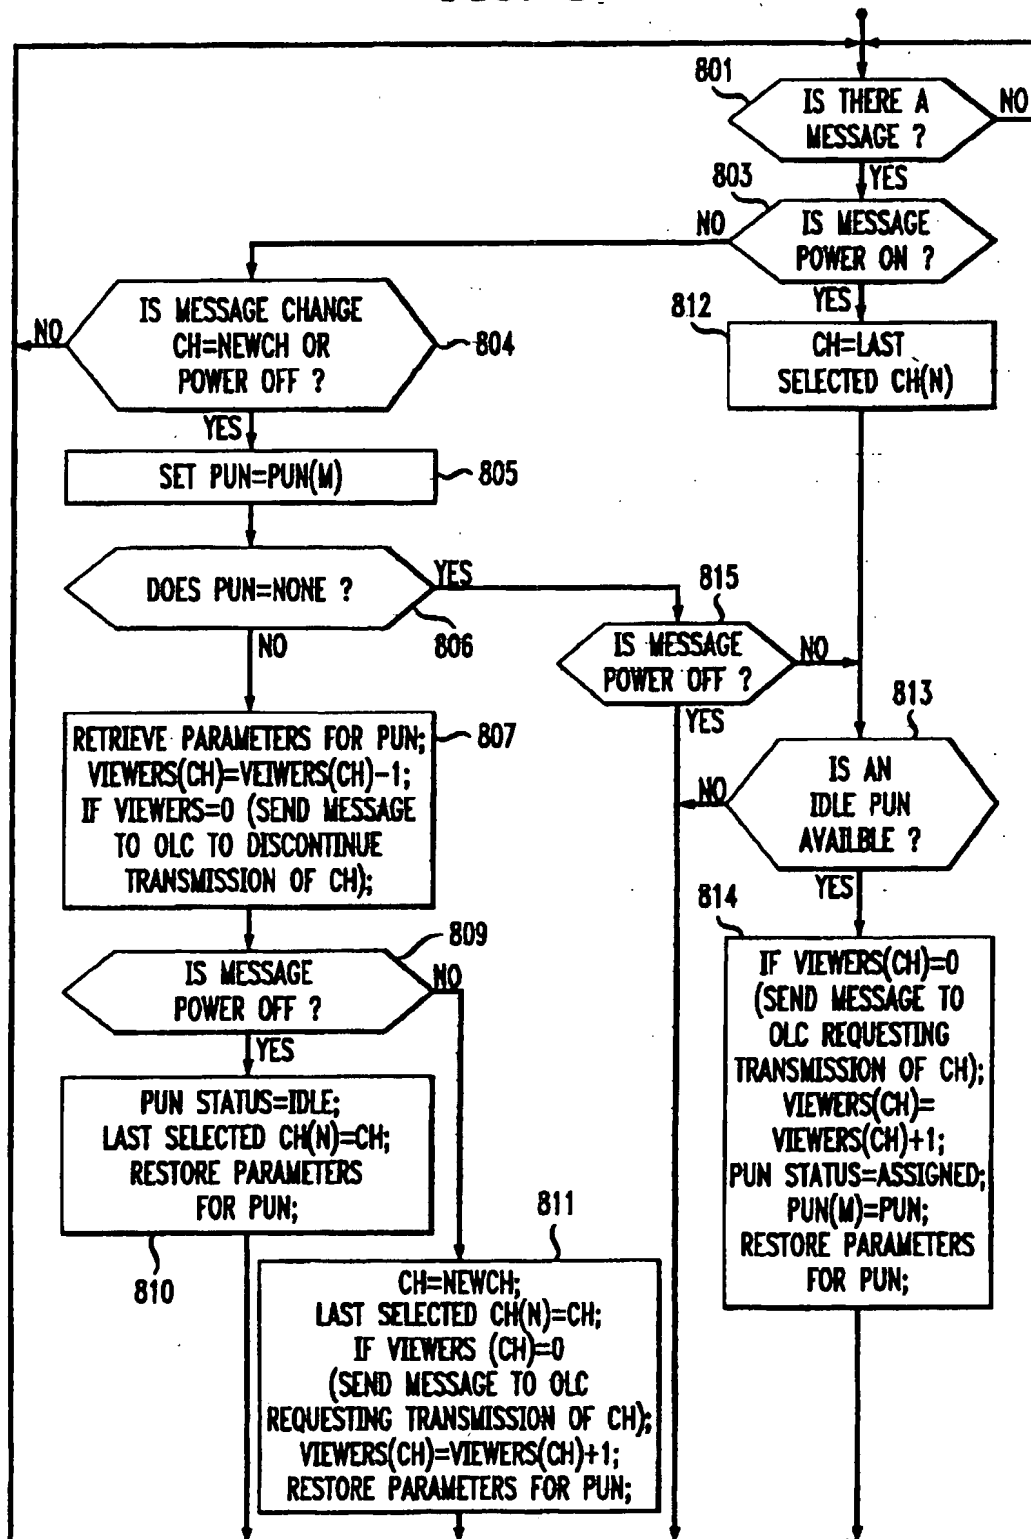 801
IS THERE A
MESSAGE ?
NO
YES
803
IS MESSAGE
POWER ON ?
NO
YES
812
CH=LAST
SELECTED CH(N)
IS MESSAGE CHANGE
CH=NEWCH OR
POWER OFF ?
NO
804
YES
SET PUN=PUN(M)
805
DOES PUN=NONE ?
YES
806
NO
815
IS MESSAGE
POWER OFF ?
NO
YES
813
IS AN
IDLE PUN
AVAILBLE ?
NO
YES
RETRIEVE PARAMETERS FOR PUN;
VIEWERS(CH)=VEIWERS(CH)-1;
IF VIEWERS=0 (SEND MESSAGE
TO OLC TO DISCONTINUE
TRANSMISSION OF CH);
807
809
IS MESSAGE
POWER OFF ?
NO
YES
PUN STATUS=IDLE;
LAST SELECTED CH(N)=CH;
RESTORE PARAMETERS
FOR PUN;
810
811
CH=NEWCH;
LAST SELECTED CH(N)=CH;
IF VIEWERS (CH)=0
(SEND MESSAGE TO OLC
REQUESTING TRANSMISSION OF CH);
VIEWERS(CH)=VIEWERS(CH)+1;
RESTORE PARAMETERS FOR PUN;
814
IF VIEWERS(CH)=0
(SEND MESSAGE TO
OLC REQUESTING
TRANSMISSION OF CH);
VIEWERS(CH)=
VIEWERS(CH)+1;
PUN STATUS=ASSIGNED;
PUN(M)=PUN;
RESTORE PARAMETERS
FOR PUN;